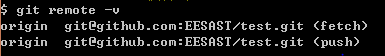 $ git remote -v
origin  git@github.com:EESAST/test.git (fetch)
origin  git@github.com:EESAST/test.git (push)